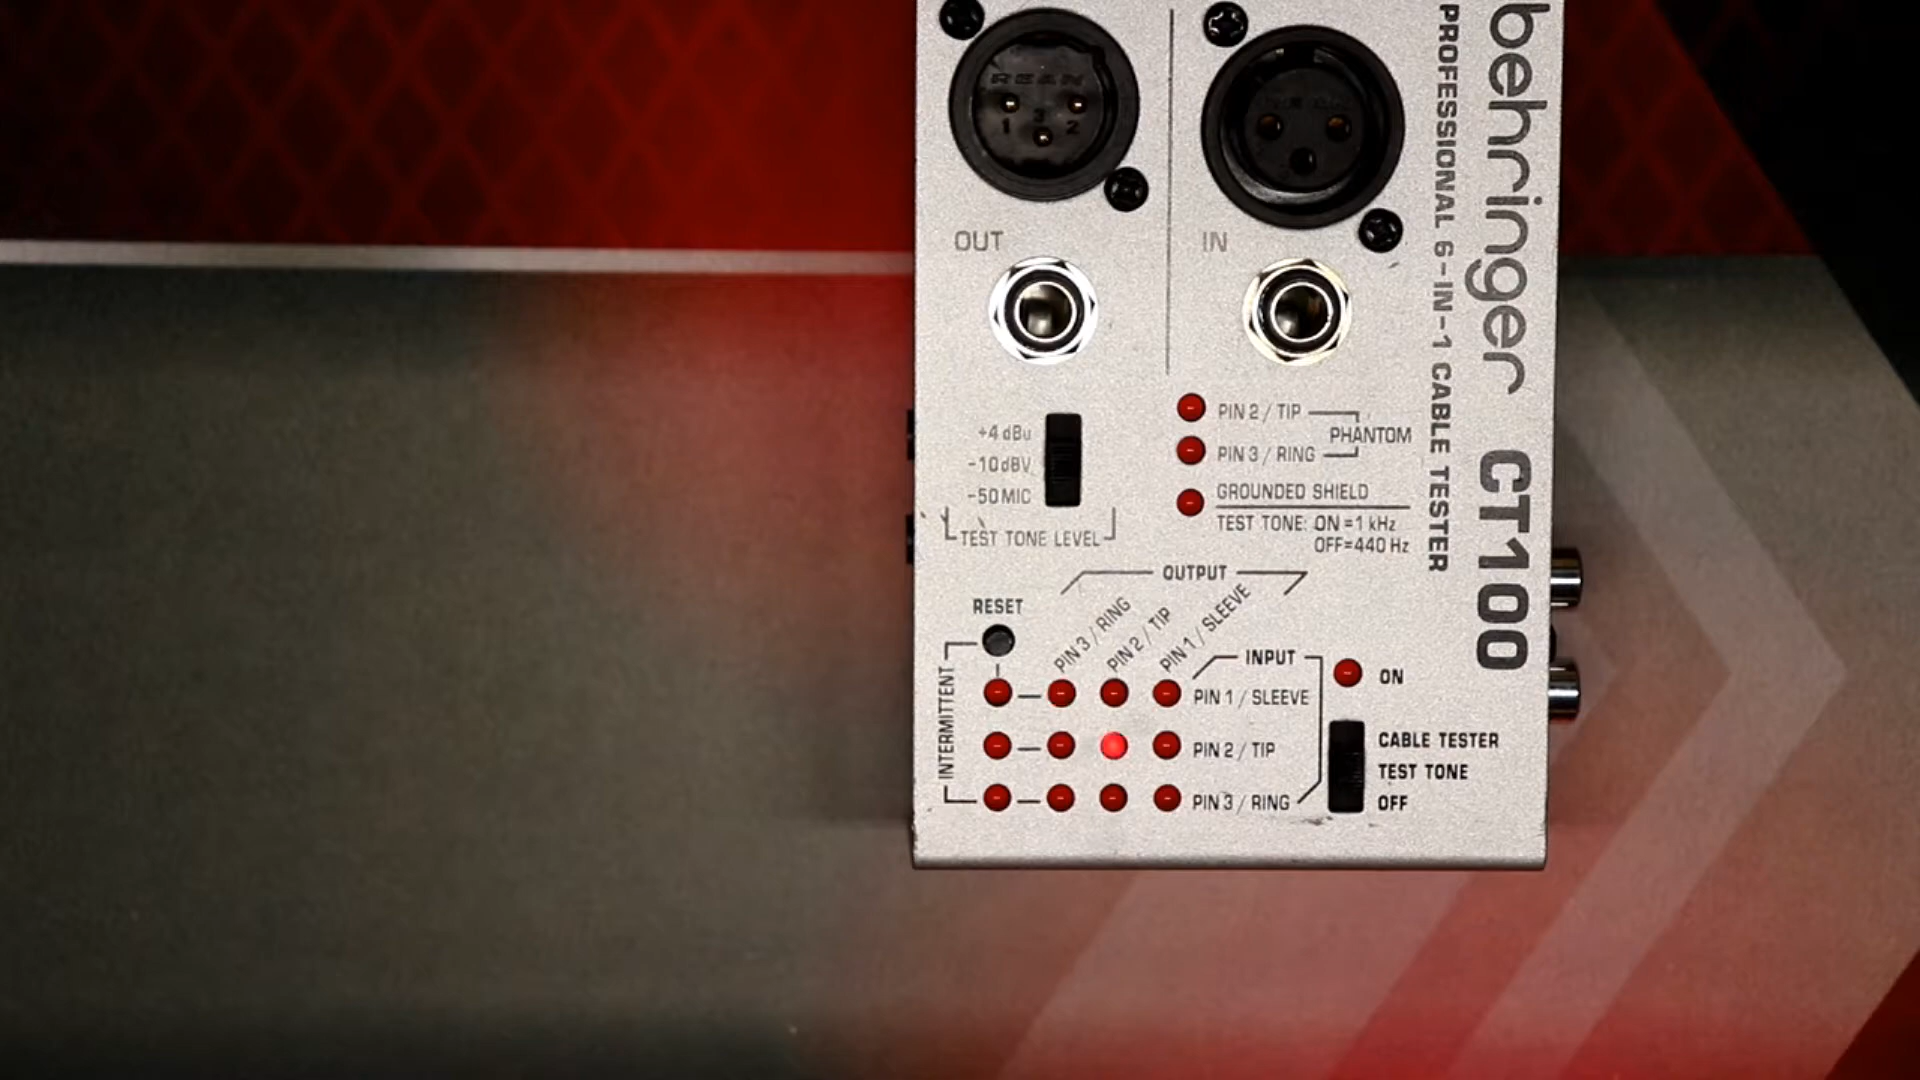 REAN
1 2
3
OUT
IN
+4 dBu
-10 dBV
-50 MIC
TEST TONE LEVEL
PIN 2 / TIP
PIN 3 / RING
PHANTOM
GROUNDED SHIELD
TEST TONE: ON =1 kHz
OFF=440 Hz
behringer CT100
PROFESSIONAL 6-IN-1 CABLE TESTER
OUTPUT
PIN 3 / RING
PIN 2 / TIP
PIN 1 / SLEEVE
RESET
INTERMITTENT
INPUT
PIN 1 / SLEEVE
PIN 2 / TIP
PIN 3 / RING
ON
CABLE TESTER
TEST TONE
OFF